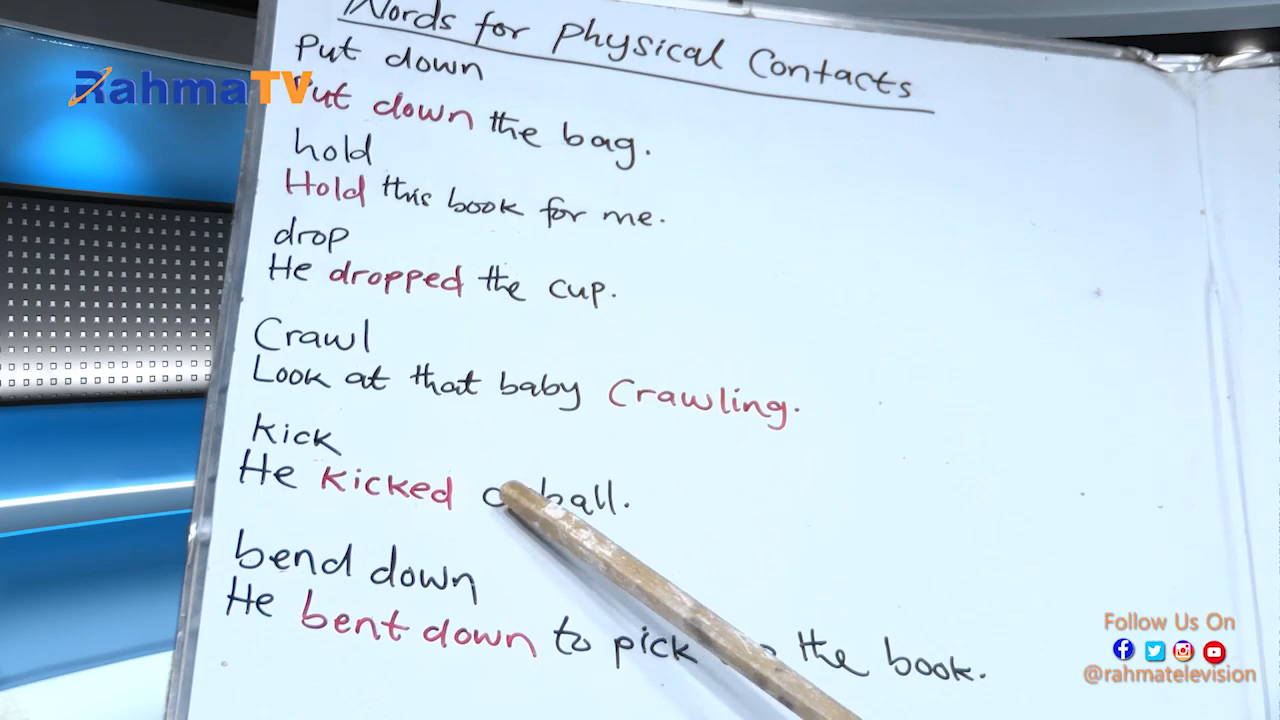 Words for Physical Contacts
Put down
RahmaTV
Put down the bag.
hold
Hold this book for me.
drop
He dropped the cup.
Crawl
Look at that baby Crawling.
kick
He kicked a ball.
bend down
He bent down to pick the book.
Follow Us On
@rahmatelevision